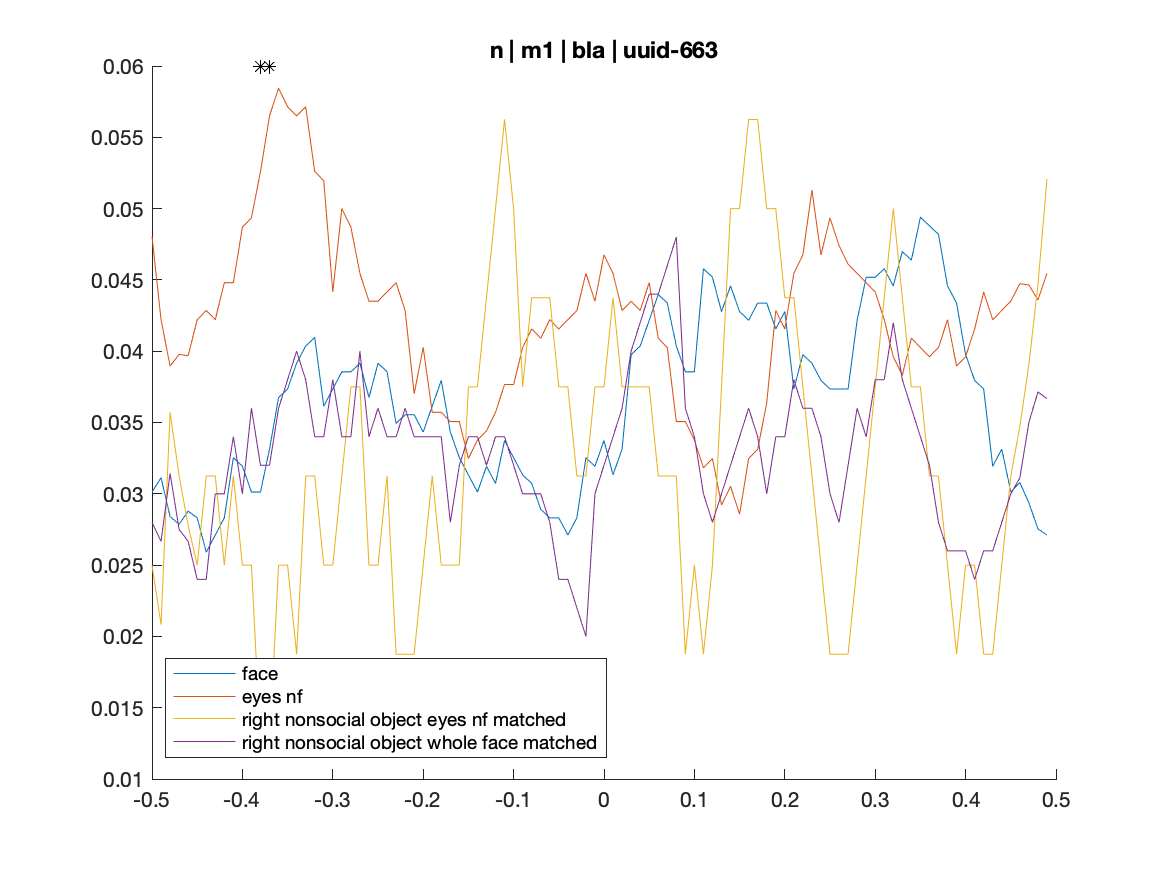 n | m1 | bla | uuid-663
**
0.06
0.055
0.05
0.045
0.04
0.035
0.03
0.025
0.02
0.015
0.01
face
eyes nf
right nonsocial object eyes nf matched
right nonsocial object whole face matched
-0.5 -0.4 -0.3 -0.2 -0.1 0 0.1 0.2 0.3 0.4 0.5